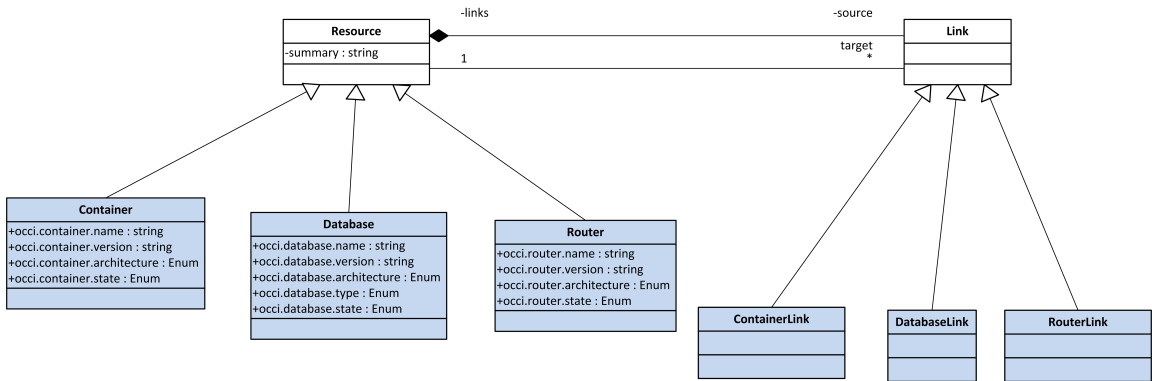 Resource
-summary : string
-links
-source
1
target
*
Link
Container
+occi.container.name : string
+occi.container.version : string
+occi.container.architecture : Enum
+occi.container.state : Enum
Database
+occi.database.name : string
+occi.database.version : string
+occi.database.architecture : Enum
+occi.database.type : Enum
+occi.database.state : Enum
Router
+occi.router.name : string
+occi.router.version : string
+occi.router.architecture : Enum
+occi.router.state : Enum
ContainerLink
DatabaseLink
RouterLink